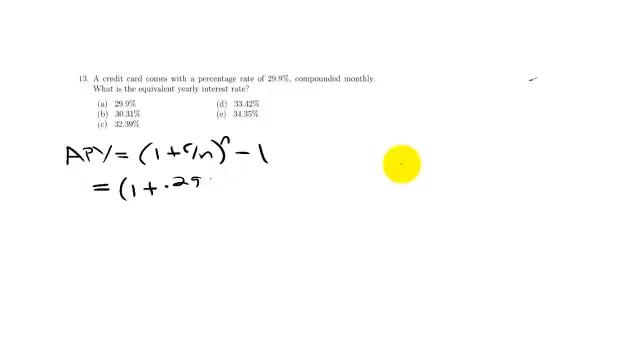 13. A credit card comes with a percentage rate of 29.9%, compounded monthly.
What is the equivalent yearly interest rate?
(a) 29.9%
(b) 30.31%
(c) 32.39%
(d) 33.42%
(e) 34.35%
APY = (1 + r/n)^n - 1
= (1 + .29